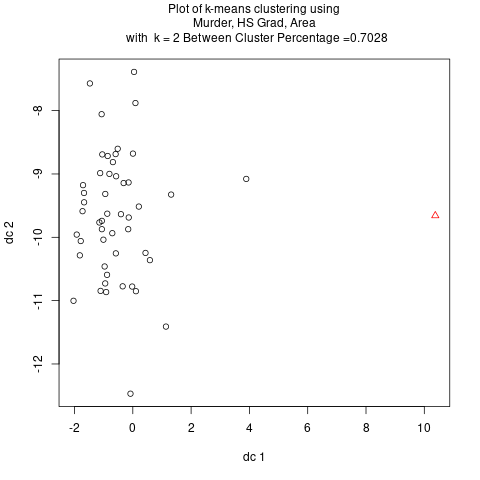 Plot of k-means clustering using
Murder, HS Grad, Area
with k = 2 Between Cluster Percentage =0.7028
dc 2
-8
-9
-10
-11
-12
-2
0
2
4
6
8
10
dc 1